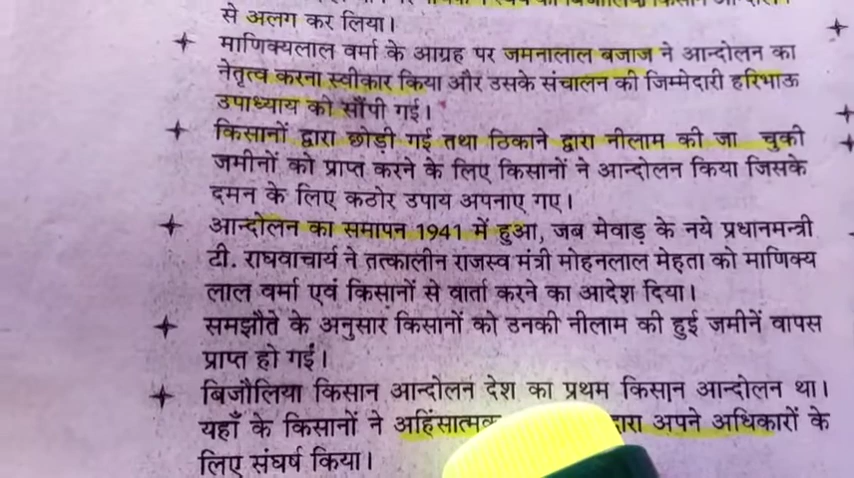 से अलग कर लिया।
माणिक्यलाल वर्मा के आग्रह पर जमनालाल बजाज ने आन्दोलन का
नेतृत्व करना स्वीकार किया और उसके संचालन की जिम्मेदारी हरिभाऊ
उपाध्याय को सौंपी गई।
किसानों द्वारा छोड़ी गई तथा ठिकाने द्वारा नीलाम की जा चुकी
जमीनों को प्राप्त करने के लिए किसानों ने आन्दोलन किया जिसके
दमन के लिए कठोर उपाय अपनाए गए।
आन्दोलन का समापन 1941 में हुआ, जब मेवाड़ के नये प्रधानमन्त्री
टी. राघवाचार्य ने तत्कालीन राजस्व मंत्री मोहनलाल मेहता को माणिक्य
लाल वर्मा एवं किसानों से वार्ता करने का आदेश दिया।
समझौते के अनुसार किसानों को उनकी नीलाम की हुई ज़मीनें वापस
प्राप्त हो गईं।
बिजौलिया किसान आन्दोलन देश का प्रथम किसान आन्दोलन था।
यहाँ के किसानों ने अपने अधिकारों के
लिए संघर्ष किया।